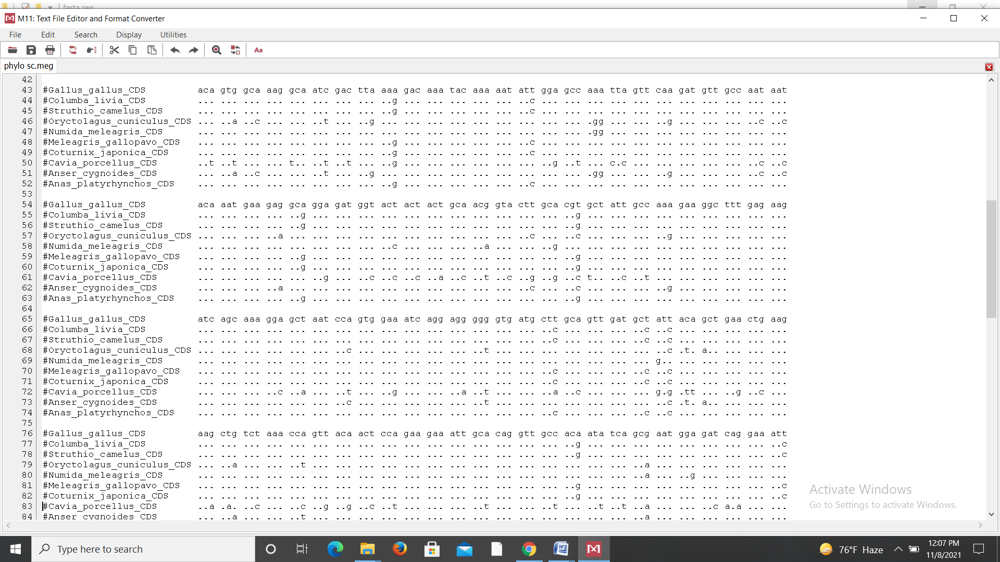 fasta seq
M11: Text File Editor and Format Converter
File Edit Search Display Utilities
Aa
phylo sc.meg
42
43 #Gallus_gallus_CDS aca gtg gca aag gca atc gac tta aaa gac aaa tac aaa aat att gga gcc aaa tta gtt caa gat gtt gcc aat aat
44 #Columba_livia_CDS ... ... ... ... ... ... ... ... ..g ... ... ... ... ... ..c ... ... ... ... ... ... ... ... ... ... ...
45 #Struthio_camelus_CDS ... ... ... ... ... ... ... ... ..g ... ... ... ... ... ..c ... ... ... ... ... ... ... ... ... ... ...
46 #Oryctolagus_cuniculus_CDS ... ..a ..c ... ... ..t ... ..g ... ... ... ... ... ... ... ... ... .gg ... ... ..g ... ... ... ..c ..c
47 #Numida_meleagris_CDS ... ... ... ... ... ... ... ... ... ... ... ... ... ... ... ... ... .gg ... ... ... ... ... ... ... ...
48 #Meleagris_gallopavo_CDS ... ... ... ... ... ... ... ... ..g ... ... ... ... ... ..c ... ... ... ... ... ... ... ... ... ... ...
49 #Coturnix_japonica_CDS ... ... ... ... ... ... ... ... ..g ... ... ... ... ... ..c ... ... ... ... ... ... ... ... ... ... ...
50 #Cavia_porcellus_CDS ..t ..t ... ... t.. ..t ..t ... ..g ... ... ... ... ... ... ..g ..t ... c.c ... ... ... ... ... ..c ..c
51 #Anser_cygnoides_CDS ... ..a ..c ... ... ..t ... ..g ... ... ... ... ... ... ... ... ... .gg ... ... ..g ... ... ... ..c ..c
52 #Anas_platyrhynchos_CDS ... ... ... ... ... ... ... ... ..g ... ... ... ... ... ..c ... ... ... ... ... ... ... ... ... ... ...
53
54 #Gallus_gallus_CDS aca aat gaa gag gca gga gat ggt act act act gca acg gta ctt gca cgt gct att gcc aaa gaa ggc ttt gag aag
55 #Columba_livia_CDS ... ... ... ... ..g ... ... ... ... ... ... ... ... ... ... ... ..g ... ... ... ... ... ... ... ... ...
56 #Struthio_camelus_CDS ... ... ... ... ..g ... ... ... ... ... ... ... ... ... ... ... ..g ... ... ... ... ... ... ... ... ...
57 #Oryctolagus_cuniculus_CDS ... ... ... ..a ... ... ... ... ... ... ... ... ... ... ..c ... ..c ... ... ... ..g ... ... ... ... ...
58 #Numida_meleagris_CDS ... ... ... ... ... ... ... ... ..c ... ... ... ..a ... ... ..g ... ... ... ... ... ... ... ... ... ...
59 #Meleagris_gallopavo_CDS ... ... ... ... ..g ... ... ... ... ... ... ... ... ... ... ... ..g ... ... ... ... ... ... ... ... ...
60 #Coturnix_japonica_CDS ... ... ... ... ..g ... ... ... ... ... ... ... ... ... ... ... ..g ... ... ... ... ... ... ... ... ...
61 #Cavia_porcellus_CDS ... ... ... ... ... ..g ... ..c ..c ..c ..a ..c ..t ..c ..g ..g ..c t.. ..c ..t ... ... ... ... ... ...
62 #Anser_cygnoides_CDS ... ... ... ..a ... ... ... ... ... ... ... ... ... ... ..c ... ..c ... ... ... ..g ... ... ... ... ...
63 #Anas_platyrhynchos_CDS ... ... ... ... ..g ... ... ... ... ... ... ... ... ... ... ... ..g ... ... ... ... ... ... ... ... ...
64
65 #Gallus_gallus_CDS atc agc aaa gga gct aat cca gtg gaa atc agg agg ggg gtg atg ctt gca gtt gat gct att aca gct gaa ctg aag
66 #Columba_livia_CDS ... ... ... ... ... ... ... ... ... ... ... ... ... ... ... ..c ... ... ... ..c ..c ... ... ... ... ...
67 #Struthio_camelus_CDS ... ... ... ... ... ... ... ... ... ... ... ... ... ... ... ..c ... ... ... ..c ..c ... ... ... ... ...
68 #Oryctolagus_cuniculus_CDS ... ... ... ... ... ... ..c ... ... ... ... ... ..t ... ... ... ... ... ... ... ..c .t. a.. ... ... ...
69 #Numida_meleagris_CDS ... ... ... ... ... ... ... ... ... ... ... ... ... ... ... ... ... ... ... ... g.. ... ... ... ... ...
70 #Meleagris_gallopavo_CDS ... ... ... ... ... ... ... ... ... ... ... ... ... ... ... ..c ... ... ... ..c ..c ... ... ... ... ...
71 #Coturnix_japonica_CDS ... ... ... ... ... ... ... ... ... ... ... ... ... ... ... ..c ... ... ... ..c ..c ... ... ... ... ...
72 #Cavia_porcellus_CDS ... ... ... ..c ..a ... ..t ... ..g ... ... ..a ..t ... ... ..a ..c ... ... ... g.g .tt ... ..g ..c ...
73 #Anser_cygnoides_CDS ... ... ... ... ... ... ..c ... ... ... ... ... ..t ... ... ... ... ... ... ... ..c .t. a.. ... ... ...
74 #Anas_platyrhynchos_CDS ... ... ... ... ... ... ... ... ... ... ... ... ... ... ... ..c ... ... ... ..c ..c ... ... ... ... ...
75
76 #Gallus_gallus_CDS aag ctg tct aaa cca gtt aca act cca gaa gaa att gca cag gtt gcc aca ata tca gcg aat gga gat cag gaa att
77 #Columba_livia_CDS ... ... ... ... ... ... ... ... ... ... ... ... ... ... ... ... ..g ... ... ... ... ... ... ... ... ..c
78 #Struthio_camelus_CDS ... ... ... ... ... ... ... ... ... ... ... ... ... ... ... ... ..g ... ... ... ... ... ... ... ... ..c
79 #Oryctolagus_cuniculus_CDS ... ..a ... ... ..t ... ... ... ... ... ... ... ... ... ... ... ... ... ... ..a ... ... ... ... ... ...
80 #Numida_meleagris_CDS ... ... ... ... ... ... ... ... ... ... ... ... ... ... ... ... ... ... ... ..a ... ..g ... ... ... ...
81 #Meleagris_gallopavo_CDS ... ... ... ... ... ... ... ... ... ... ... ... ... ... ... ... ..g ... ... ... ... ... ... ... ... ..c
82 #Coturnix_japonica_CDS ... ... ... ... ... ... ... ... ... ... ... ... ... ... ... ... ..g ... ... ... ... ... ... ... ... ..c
83 #Cavia_porcellus_CDS ..a .a. ..c ... ..c ..g ..g ..c ..t ... ... ... ..t ... ... ..t ... ..t ..t ..a ... ... ..c a.a ... ...
84 #Anser_cygnoides_CDS ... ..a ... ... ..t ... ... ... ... ... ... ... ... ... ... ... ... ... ... ..a ... ... ... ... ... ...
Activate Windows
Go to Settings to activate Windows.
Type here to search
76°F Haze
12:07 PM
11/8/2021